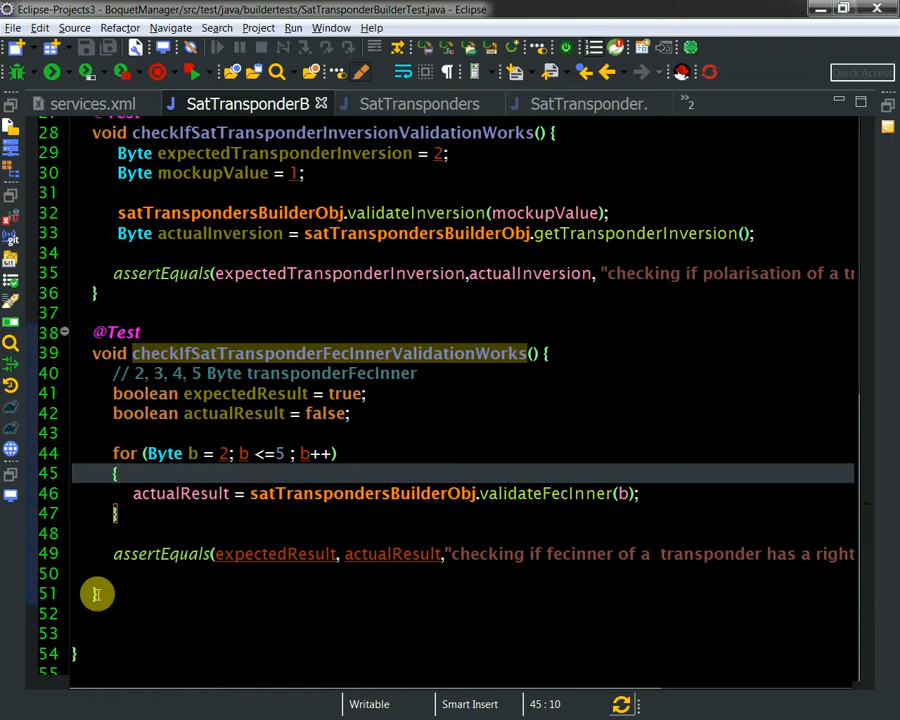 Eclipse-Projects3 - BoquetManager/src/test/java/buildertests/SatTransponderBuilderTest.java - Eclipse
File Edit Source Refactor Navigate Search Project Run Window Help
Quick Access
services.xml SatTransponderB SatTransponders SatTransponder. »2
27 @Test
28 void checkIfSatTransponderInversionValidationWorks() {
29 Byte expectedTransponderInversion = 2;
30 Byte mockupValue = 1;
31
32 satTranspondersBuilderObj.validateInversion(mockupValue);
33 Byte actualInversion = satTranspondersBuilderObj.getTransponderInversion();
34
35 assertEquals(expectedTransponderInversion,actualInversion, "checking if polarisation of a tr
36 }
37
38 @Test
39 void checkIfSatTransponderFecInnerValidationWorks() {
40 // 2, 3, 4, 5 Byte transponderFecInner
41 boolean expectedResult = true;
42 boolean actualResult = false;
43
44 for (Byte b = 2; b <=5 ; b++)
45 {
46 actualResult = satTranspondersBuilderObj.validateFecInner(b);
47 }
48
49 assertEquals(expectedResult, actualResult,"checking if fecinner of a  transponder has a right
50
51 }
52
53
54 }
55
Writable Smart Insert 45 : 10